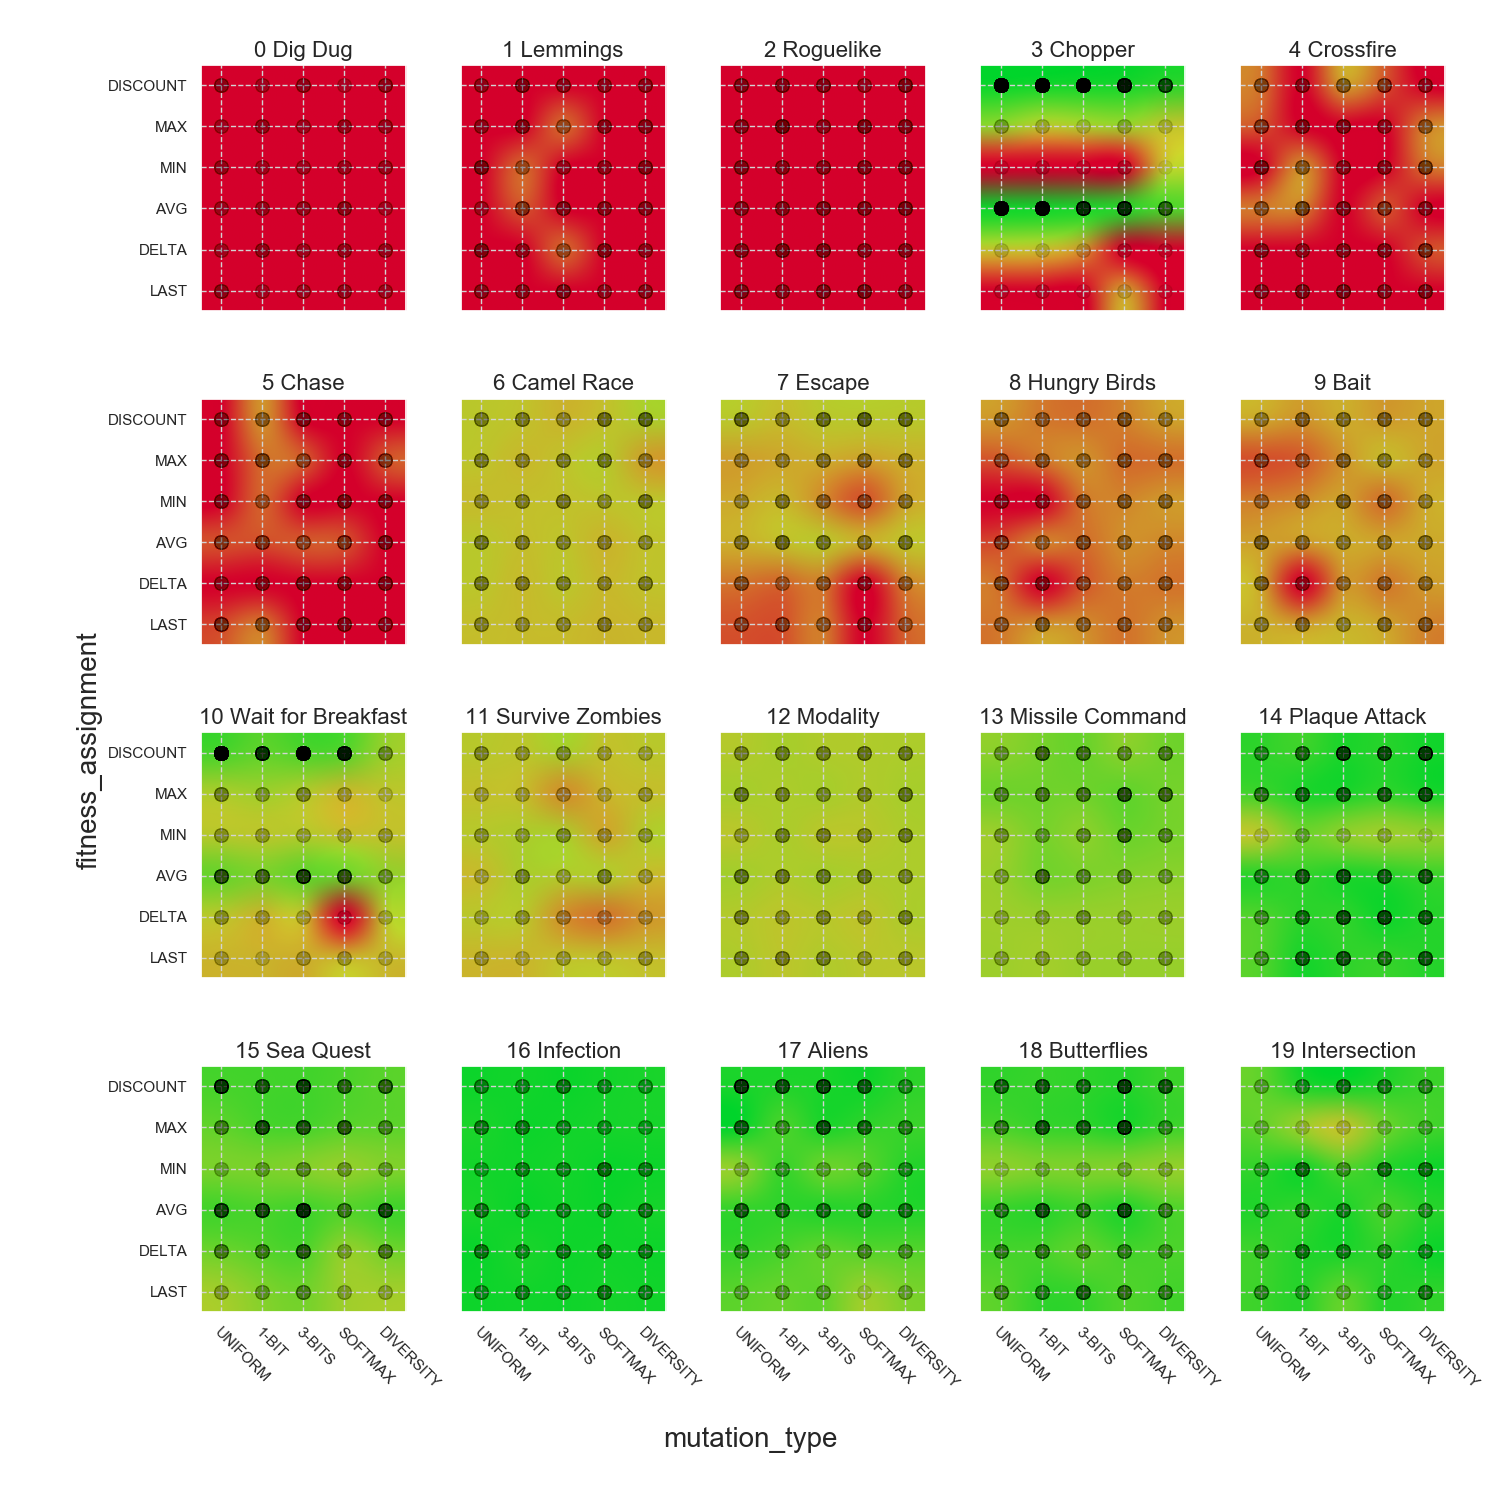 0 Dig Dug
1 Lemmings
2 Roguelike
3 Chopper
4 Crossfire
DISCOUNT
MAX
MIN
AVG
DELTA
LAST
5 Chase
6 Camel Race
7 Escape
8 Hungry Birds
9 Bait
DISCOUNT
MAX
MIN
AVG
DELTA
LAST
fitness_assignment
10 Wait for Breakfast
11 Survive Zombies
12 Modality
13 Missile Command
14 Plaque Attack
DISCOUNT
MAX
MIN
AVG
DELTA
LAST
15 Sea Quest
16 Infection
17 Aliens
18 Butterflies
19 Intersection
DISCOUNT
MAX
MIN
AVG
DELTA
LAST
UNIFORM
1-BIT
3-BITS
SOFTMAX
DIVERSITY
UNIFORM
1-BIT
3-BITS
SOFTMAX
DIVERSITY
UNIFORM
1-BIT
3-BITS
SOFTMAX
DIVERSITY
UNIFORM
1-BIT
3-BITS
SOFTMAX
DIVERSITY
UNIFORM
1-BIT
3-BITS
SOFTMAX
DIVERSITY
mutation_type